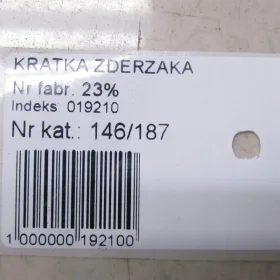 KRATKA ZDERZAKA
Nr fabr. 23%
Indeks: 019210
Nr kat.: 146/187
1 000000 192100